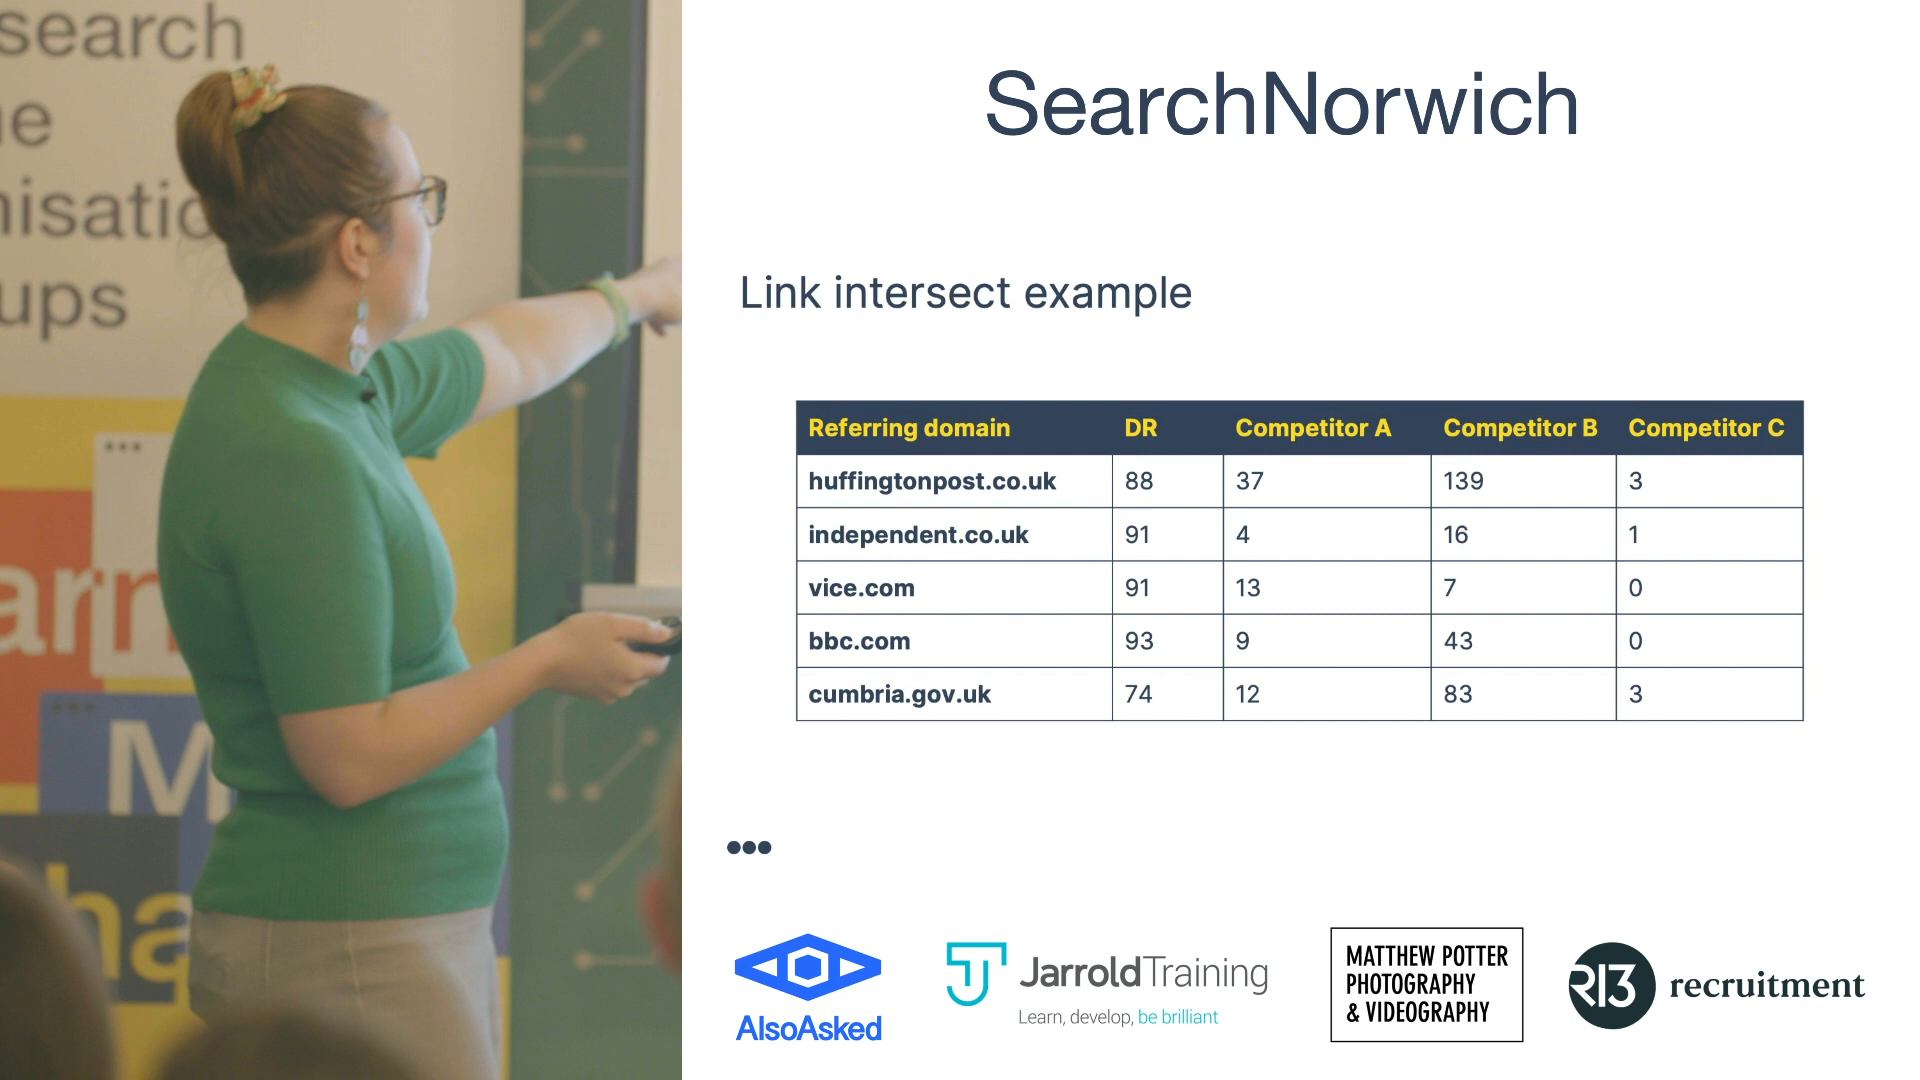 search
ups
M
SearchNorwich
Link intersect example
Referring domain DR Competitor A Competitor B Competitor C
huffingtonpost.co.uk 88 37 139 3
independent.co.uk 91 4 16 1
vice.com 91 13 7 0
bbc.com 93 9 43 0
cumbria.gov.uk 74 12 83 3
AlsoAsked
JarroldTraining
Learn, develop, be brilliant
MATTHEW POTTER
PHOTOGRAPHY
& VIDEOGRAPHY
R13 recruitment